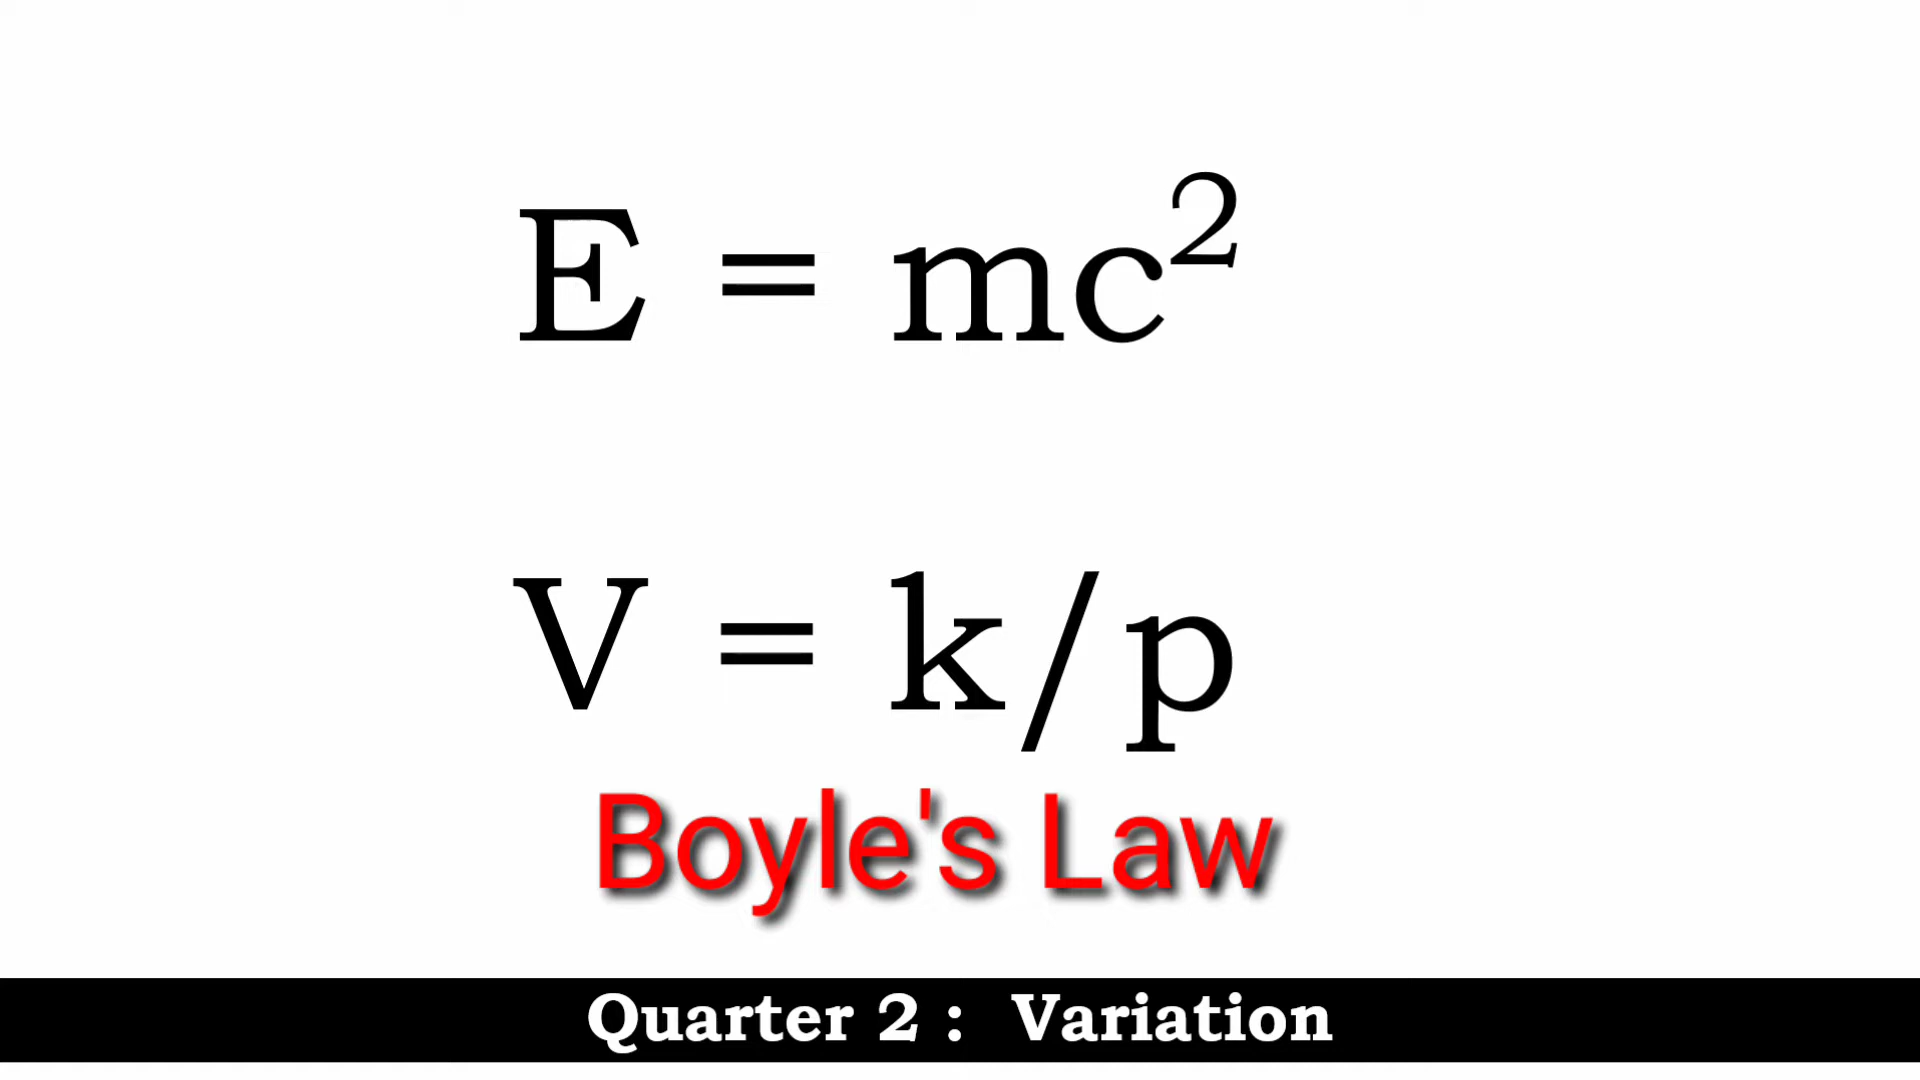 E = mc²
V = k/p
Boyle's Law
Quarter 2 : Variation